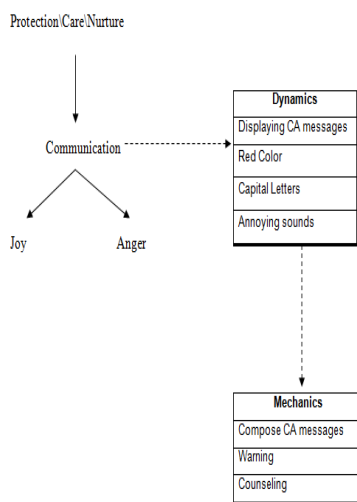 Protection\Care\Nurture
Communication
Joy
Anger
Dynamics
Displaying CA messages
Red Color
Capital Letters
Annoying sounds
Mechanics
Compose CA messages
Warning
Counseling